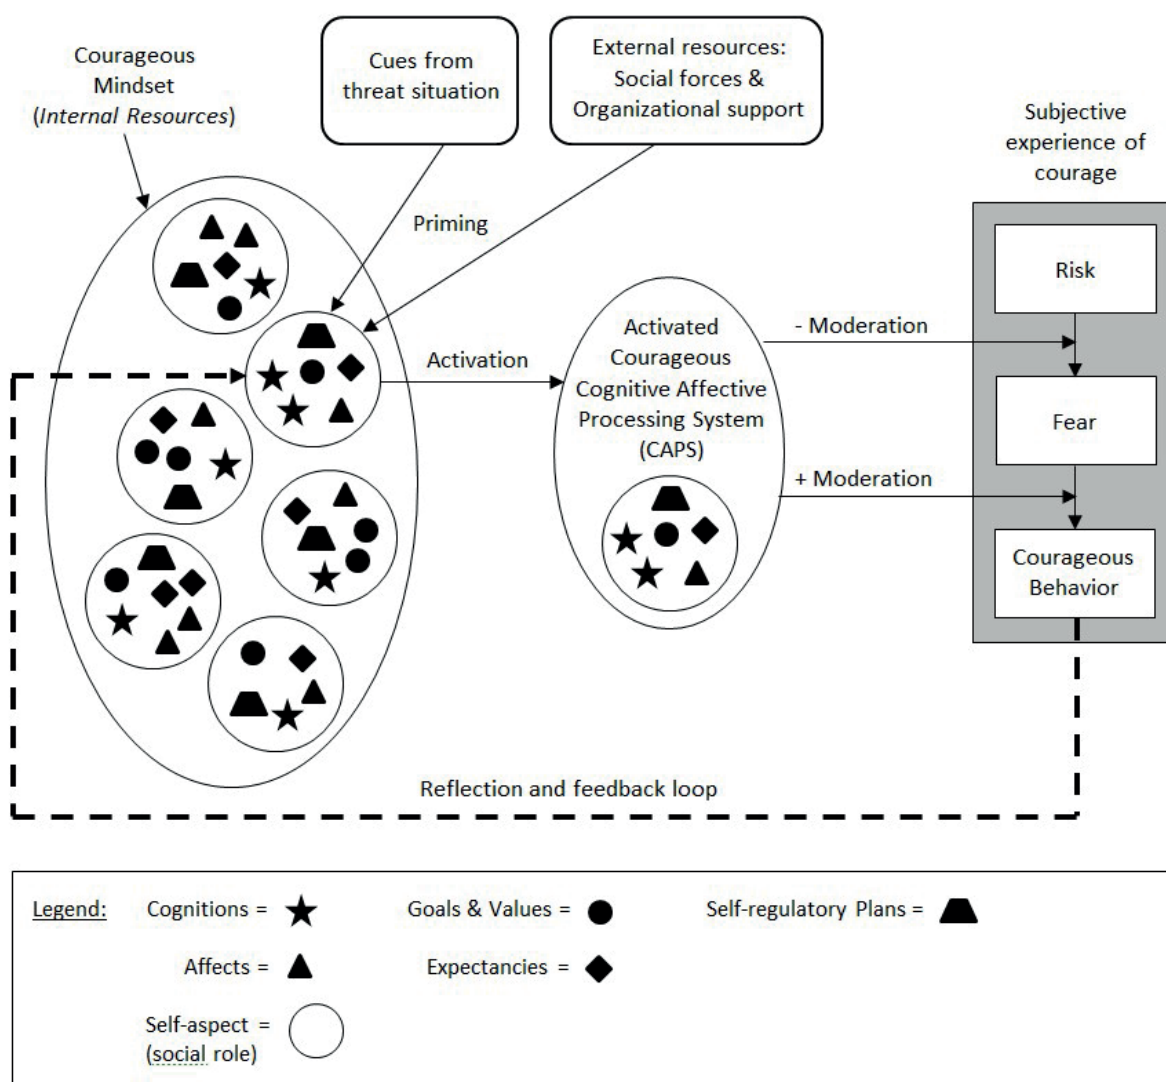 Courageous
Mindset
(Internal Resources)
Cues from
threat situation
External resources:
Social forces &
Organizational support
Subjective
experience of
courage
Priming
Risk
Activated
Courageous
Cognitive Affective
Processing System
(CAPS)
- Moderation
Activation
Fear
+ Moderation
Courageous
Behavior
Reflection and feedback loop
Legend:
Cognitions =
Goals & Values =
Self-regulatory Plans =
Affects =
Expectancies =
Self-aspect =
(social role)